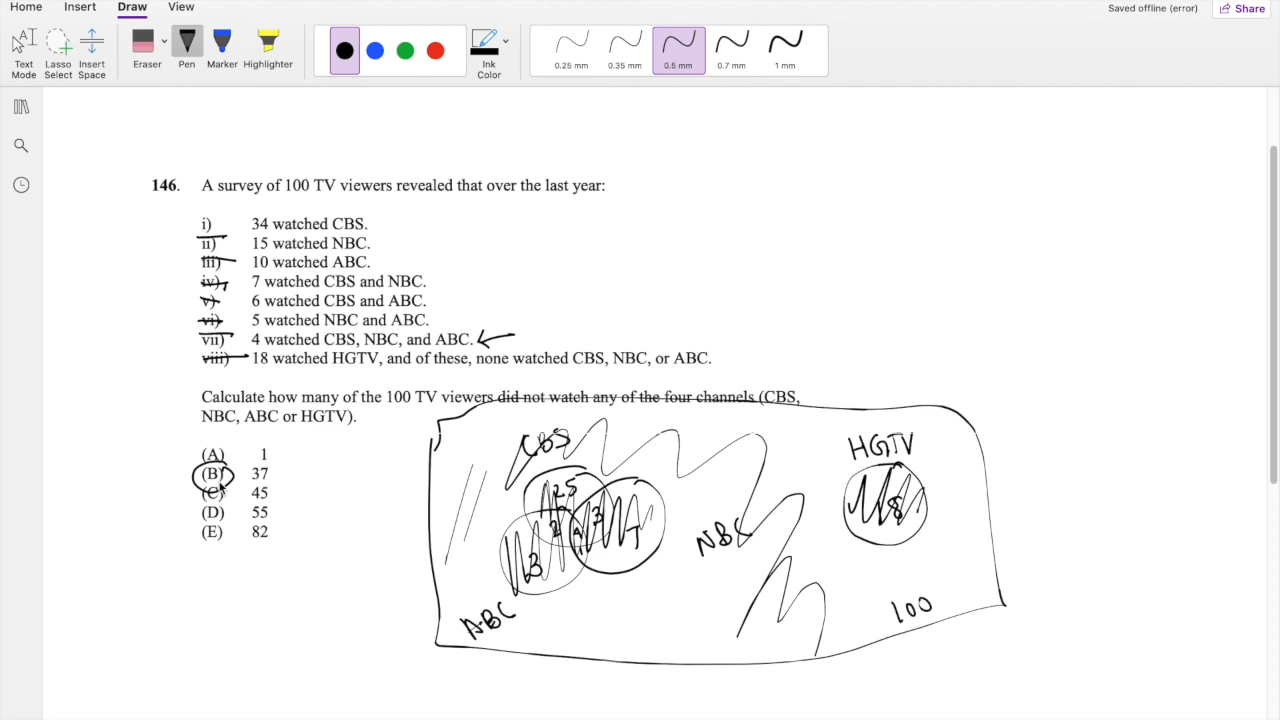 Home Insert Draw View Saved offline (error) Share
Text Mode Lasso Select Insert Space Eraser Pen Marker Highlighter Ink Color 0.25 mm 0.35 mm 0.5 mm 0.7 mm 1 mm
146. A survey of 100 TV viewers revealed that over the last year:
i) 34 watched CBS.
ii) 15 watched NBC.
iii) 10 watched ABC.
iv) 7 watched CBS and NBC.
v) 6 watched CBS and ABC.
vi) 5 watched NBC and ABC.
vii) 4 watched CBS, NBC, and ABC.
viii) 18 watched HGTV, and of these, none watched CBS, NBC, or ABC.
Calculate how many of the 100 TV viewers did not watch any of the four channels (CBS,
NBC, ABC or HGTV).
(A) 1
(B) 37
(C) 45
(D) 55
(E) 82
CBS HGTV
25
2 3
3
NBC
ABC
100